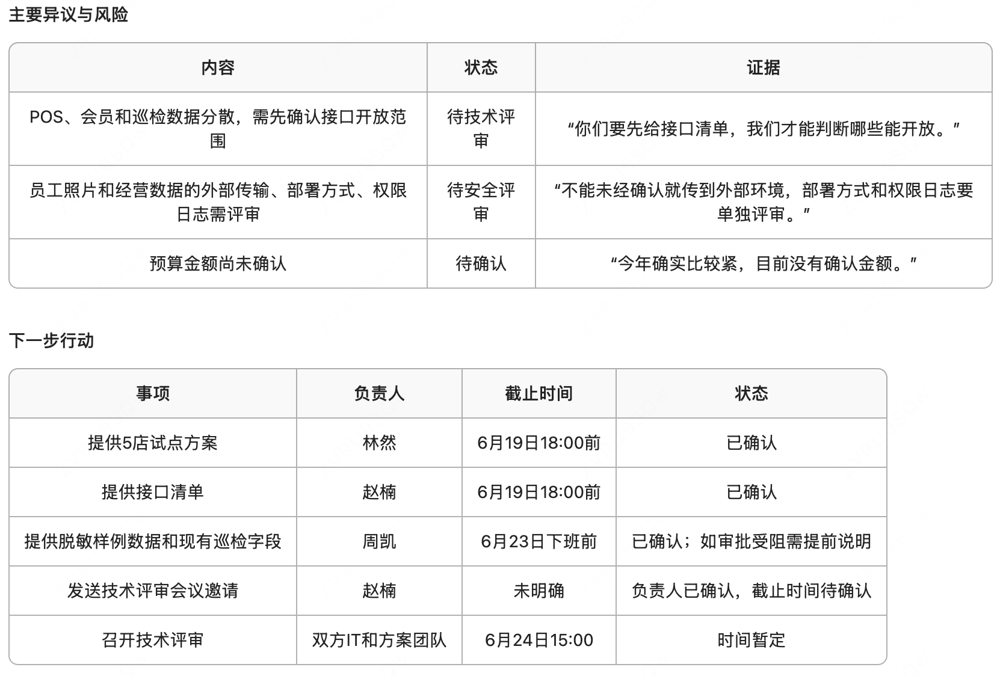 主要异议与风险
内容 状态 证据
POS、会员和巡检数据分散，需先确认接口开放范
围
待技术评
审
“你们要先给接口清单，我们才能判断哪些能开放。”
员工照片和经营数据的外部传输、部署方式、权限
日志需评审
待安全评
审
“不能未经确认就传到外部环境，部署方式和权限日志要
单独评审。”
预算金额尚未确认 待确认 “今年确实比较紧，目前没有确认金额。”
下一步行动
事项 负责人 截止时间 状态
提供5店试点方案 林然 6月19日18:00前 已确认
提供接口清单 赵楠 6月19日18:00前 已确认
提供脱敏样例数据和现有巡检字段 周凯 6月23日下班前 已确认；如审批受阻需提前说明
发送技术评审会议邀请 赵楠 未明确 负责人已确认，截止时间待确认
召开技术评审 双方IT和方案团队 6月24日15:00 时间暂定